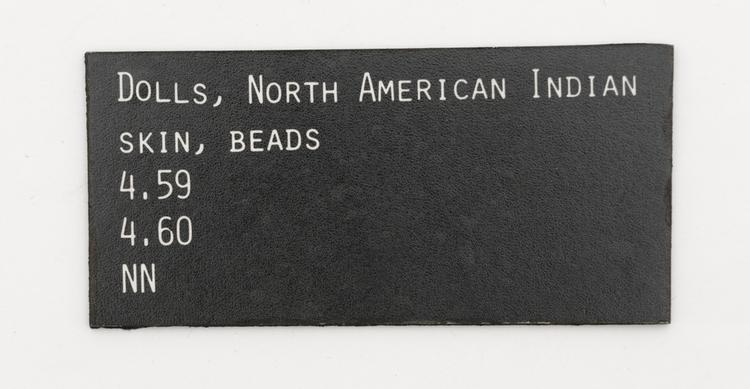 Dolls, North American Indian
skin, beads
4.59
4.60
NN